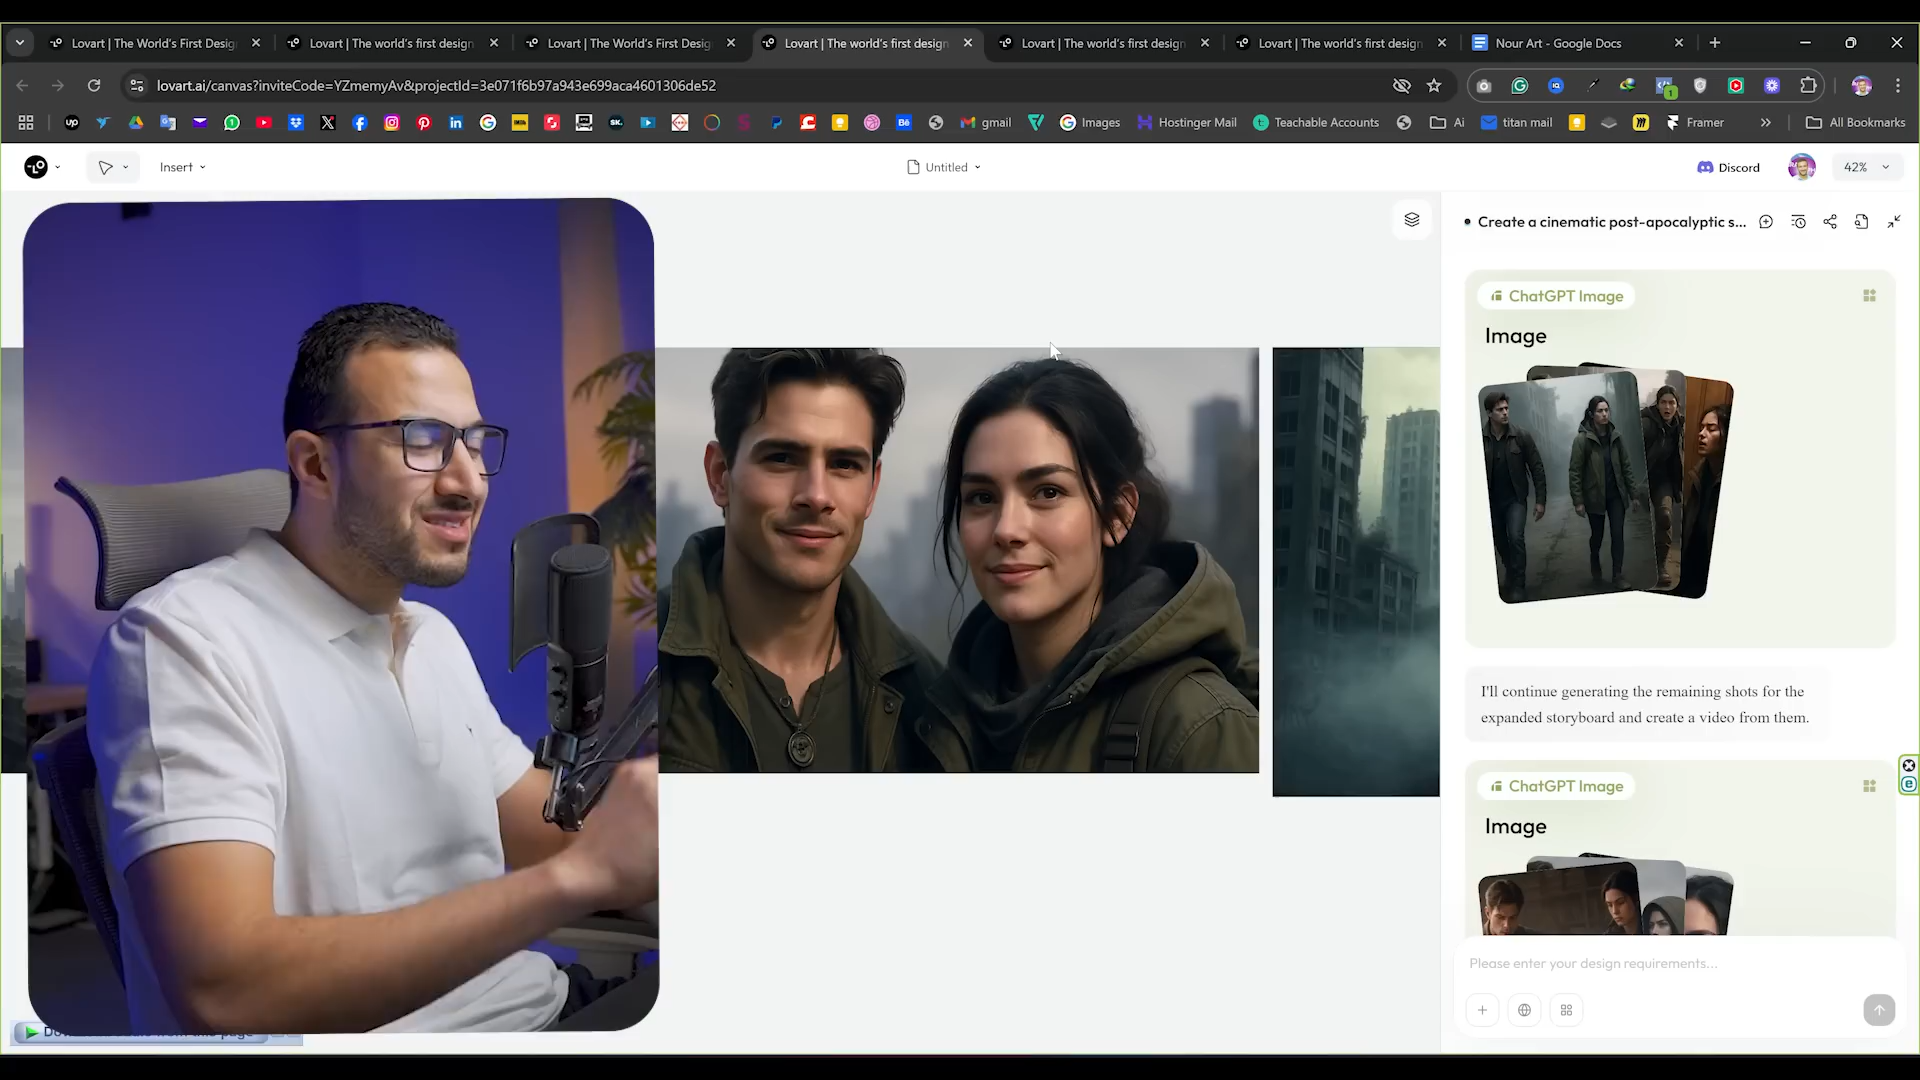 Lovart | The World's First Desig
Lovart | The world's first design
Lovart | The World's First Desig
Lovart | The world's first design
Lovart | The world's first design
Lovart | The world's first design
Nour Art - Google Docs
lovart.ai/canvas?inviteCode=YZmemyAv&projectId=3e071f6b97a943e699aca4601306de52
up
gmail
Images
Hostinger Mail
Teachable Accounts
Ai
titan mail
Framer
All Bookmarks
Insert
Untitled
Discord
42%
Create a cinematic post-apocalyptic s...
ChatGPT Image
Image
I'll continue generating the remaining shots for the
expanded storyboard and create a video from them.
ChatGPT Image
Image
Please enter your design requirements...